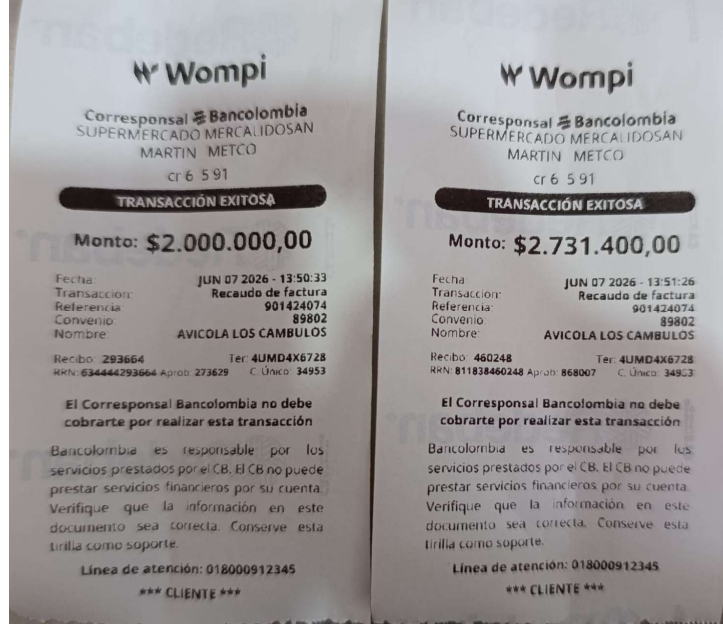 Wompi
Corresponsal Bancolombia
SUPERMERCADO MERCALIDOSAN
MARTIN METCO
cr 6 5 91
TRANSACCIÓN EXITOSA
Monto: $2.000.000,00
Fecha: JUN 07 2026 - 13:50:33
Transaccion: Recaudo de factura
Referencia: 901424074
Convenio: 89802
Nombre: AVICOLA LOS CAMBULOS
Recibo: 293664 Ter: 4UMD4X6728
RRN: 634444293664 Aprob: 273629 C. Único: 34953
El Corresponsal Bancolombia no debe
cobrarte por realizar esta transacción
Bancolombia es responsable por los
servicios prestados por el CB. El CB no puede
prestar servicios financieros por su cuenta.
Verifique que la información en este
documento sea correcta. Conserve esta
tirilla como soporte.
Línea de atención: 018000912345
*** CLIENTE ***
Wompi
Corresponsal Bancolombia
SUPERMERCADO MERCALIDOSAN
MARTIN METCO
cr 6 5 91
TRANSACCIÓN EXITOSA
Monto: $2.731.400,00
Fecha JUN 07 2026 - 13:51:26
Transaccion: Recaudo de factura
Referencia: 901424074
Convenio: 89802
Nombre: AVICOLA LOS CAMBULOS
Recibo: 460248 Ter: 4UMD4X6728
RRN: 811838460248 Aprob: 868007 C. Único: 34953
El Corresponsal Bancolombia no debe
cobrarte por realizar esta transacción
Bancolombia es responsable por los
servicios prestados por el CB. El CB no puede
prestar servicios financieros por su cuenta.
Verifique que la información en este
documento sea correcta. Conserve esta
tirilla como soporte.
Línea de atención: 018000912345
*** CLIENTE ***